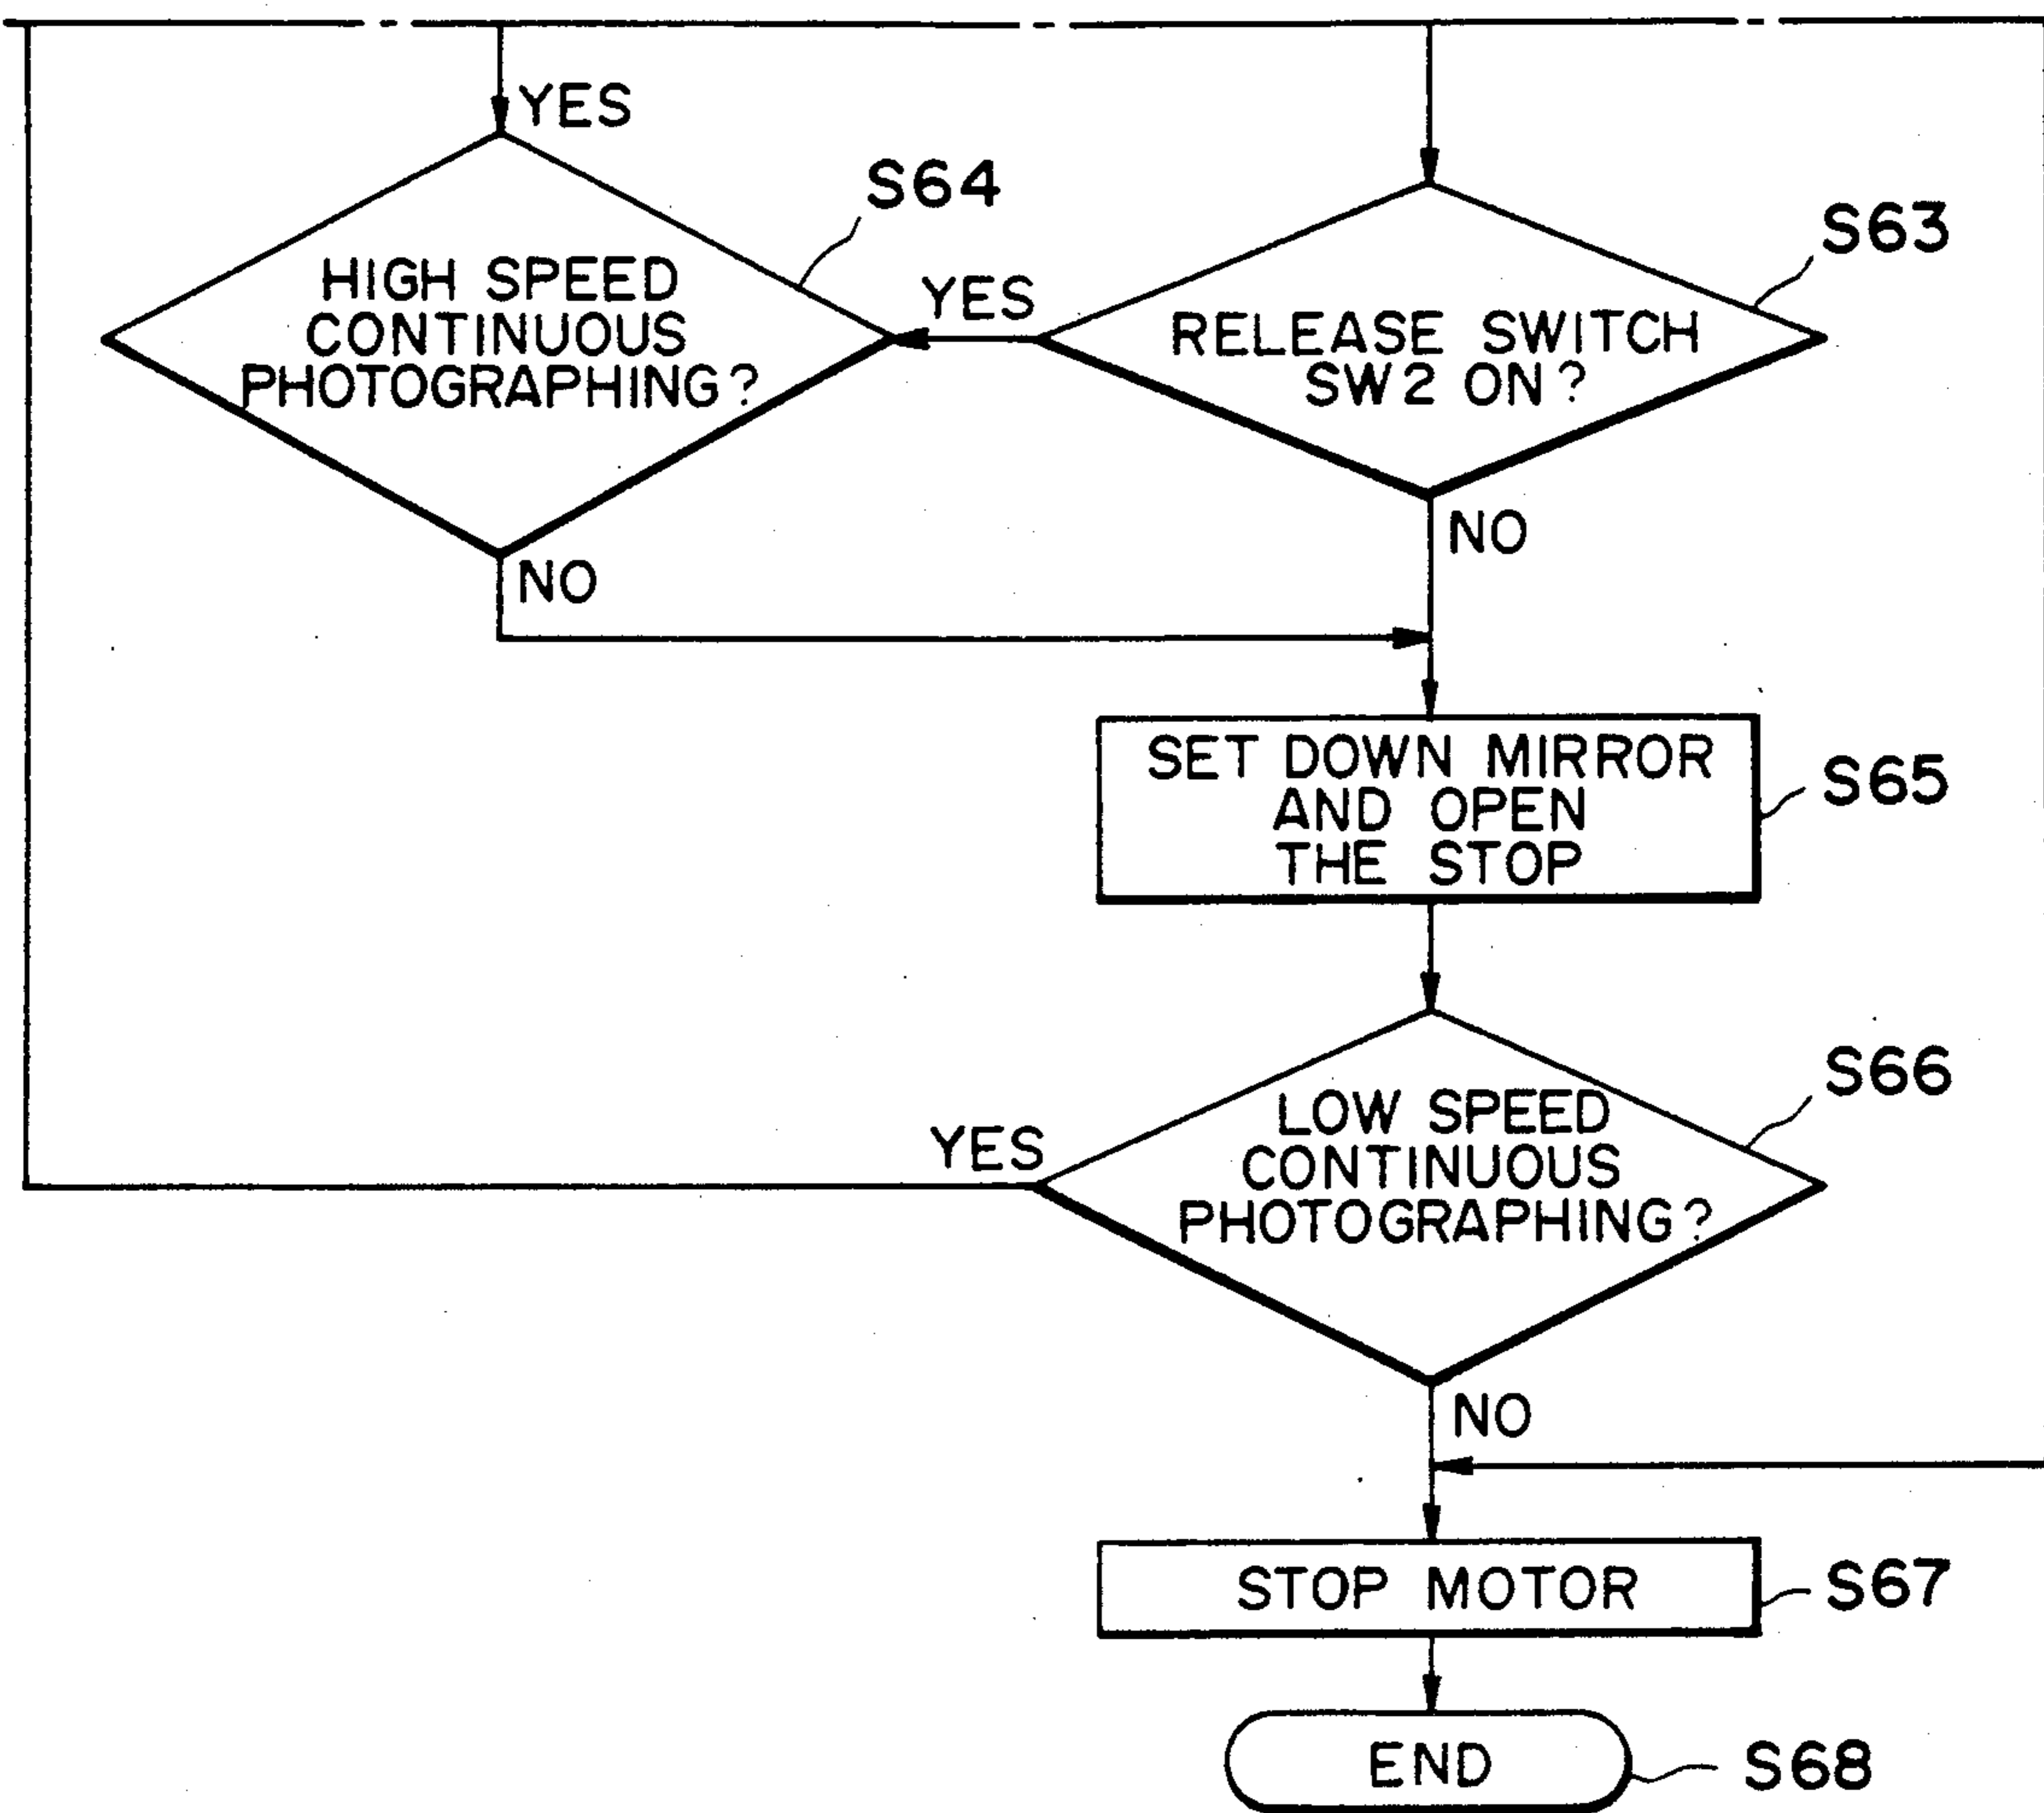 YES
S64
HIGH SPEED
CONTINUOUS
PHOTOGRAPHING?
YES
S63
RELEASE SWITCH
SW2 ON?
NO
NO
SET DOWN MIRROR
AND OPEN
THE STOP
S65
S66
LOW SPEED
CONTINUOUS
PHOTOGRAPHING?
YES
NO
STOP MOTOR
S67
END
S68